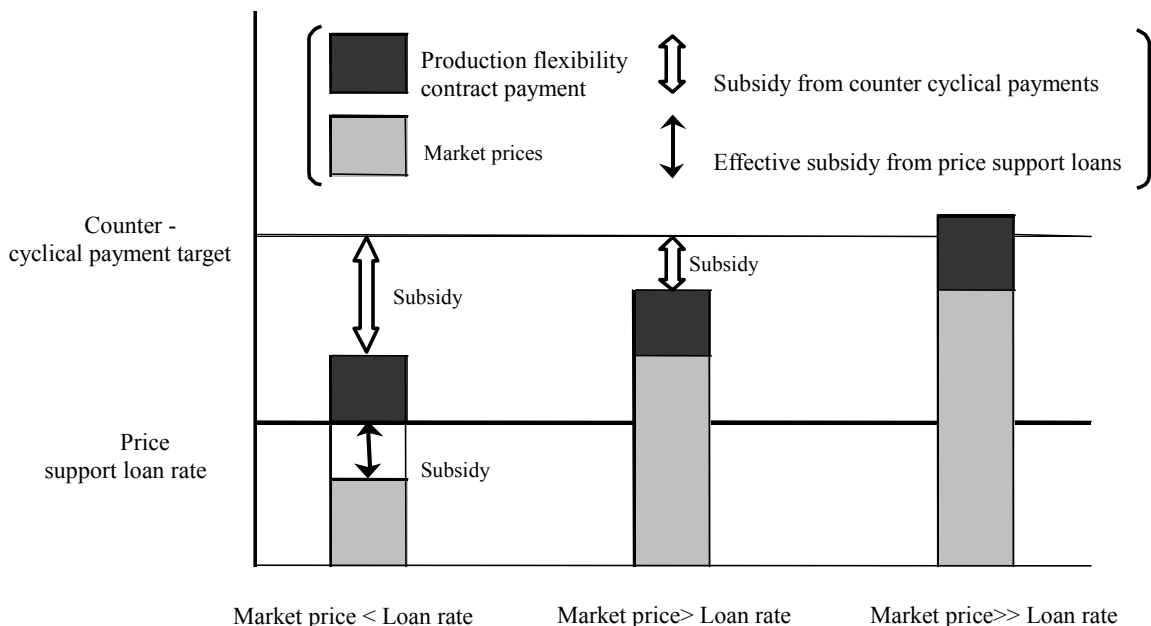 Production flexibility
contract payment
Subsidy from counter cyclical payments
Market prices
Effective subsidy from price support loans
Counter -
cyclical payment target
Subsidy
Subsidy
Price
support loan rate
Subsidy
Market price < Loan rate
Market price> Loan rate
Market price>> Loan rate